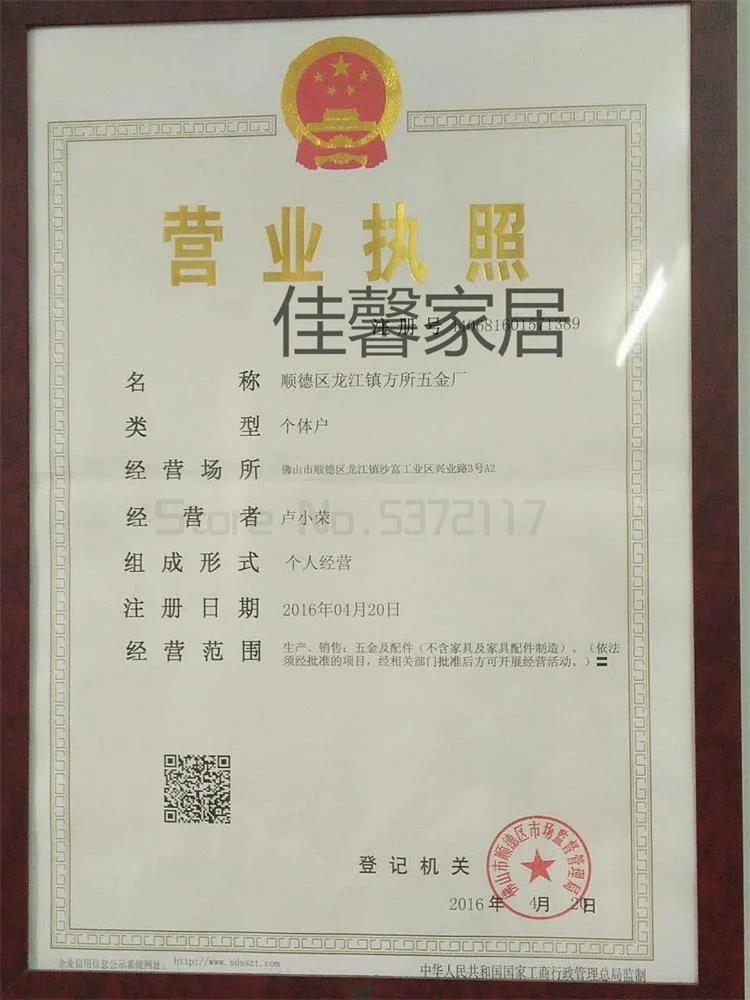 营业执照
佳馨家居
注册号 440681601571389
名称 顺德区龙江镇方所五金厂
类型 个体户
经营场所 佛山市顺德区龙江镇沙富工业区兴业路3号A2
Store No.5372117
经营者 卢小荣
组成形式 个人经营
注册日期 2016年04月20日
经营范围 生产、销售：五金及配件（不含家具及家具配件制造）。（依法
须经批准的项目，经相关部门批准后方可开展经营活动。）〓
佛山市顺德区市场监督管理局
登记机关
2016年 4月 20日
企业信用信息公示系统网址： http://www.sdsszt.com
中华人民共和国国家工商行政管理总局监制